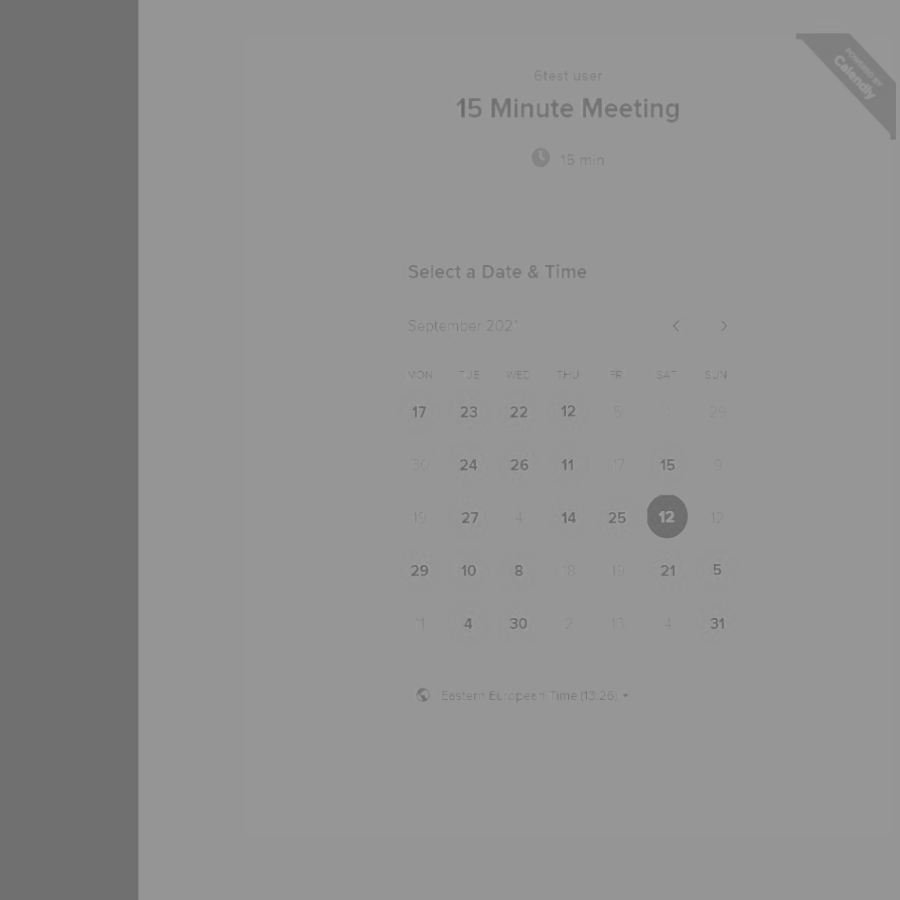 POWERED BY
Calendly
6test user
15 Minute Meeting
15 min
Select a Date & Time
September 2021
MON TUE WED THU FRI SAT SUN
17 23 22 12 5 29
30 24 26 11 17 15 9
19 27 4 14 25 12 12
29 10 8 18 19 21 5
11 4 30 2 13 4 31
Eastern European Time (13:26)